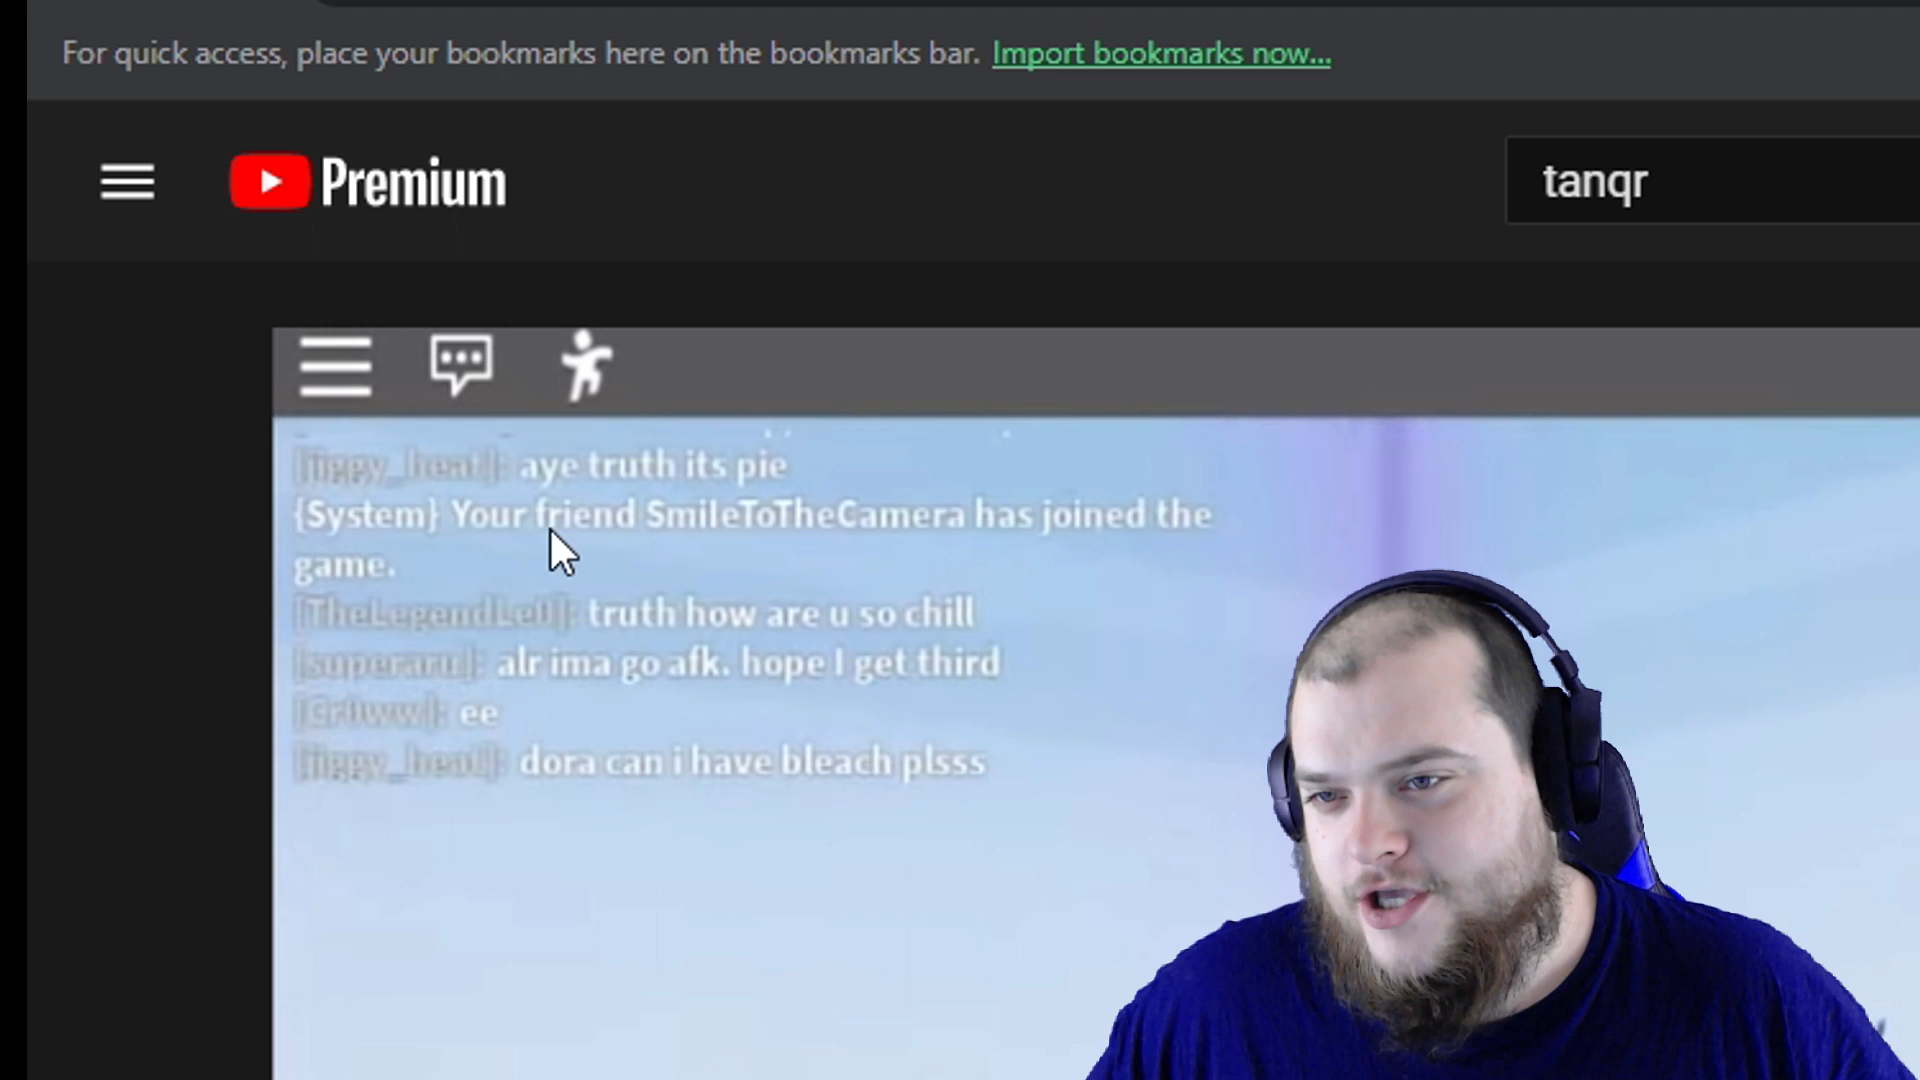 For quick access, place your bookmarks here on the bookmarks bar. Import bookmarks now...
Premium
tanqr
[jiggy_heat]: aye truth its pie
{System} Your friend SmileToTheCamera has joined the
game.
truth how are u so chill
alr ima go afk. hope I get third
ee
[jiggy_heat]: dora can i have bleach plsss